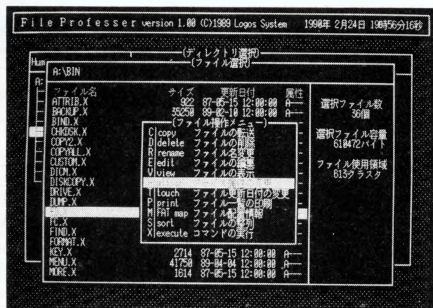 File Professer version 1.00 (C)1989 Logos System 1990年 2月24日 19時56分16秒
(ディレクトリ選択)
Hum
(ファイル選択)
A:
A:\BIN
ファイル名 サイズ 更新日付 属性
ATTRIB.X 922 87-05-15 12:00:00 A
BACKUP.X 35250 89-02-10 12:00:00 A
BIND.X
CHKDSK.X
COPY2.X
COPYALL.X
CUSTOM.X
DICM.X
DISKCOPY.X
DRIVE.X
DUMP.X
FC.X
FIND.X
FORMAT.X
KEY.X 2714 87-05-15 12:00:00 A
MENU.X 41750 89-04-04 12:00:00 A
MORE.X 1614 87-05-15 12:00:00 A
(ファイル操作メニュー)
C copy ファイルの転送
D delete ファイルの削除
R rename ファイル名変更
E edit ファイルの編集
V view ファイルの表示
touch ファイル更新日付の変更
P print ファイル一覧の印刷
M FAT map ファイル配置情報
S sort ファイルの整列
X execute コマンドの実行
選択ファイル数
36個
選択ファイル容量
610472バイト
ファイル使用領域
613クラスタ